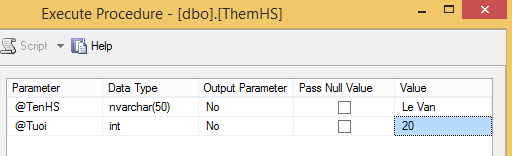 Execute Procedure - [dbo].[ThemHS]
Script Help
Parameter Data Type Output Parameter Pass Null Value Value
@TenHS nvarchar(50) No Le Van
@Tuoi int No 20